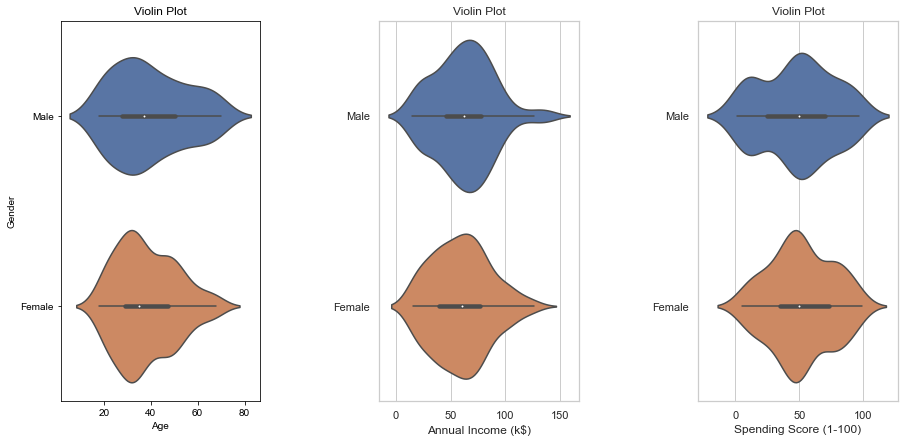 Violin Plot
Male
Female
Gender
20 40 60 80
Age
Violin Plot
Male
Female
0 50 100 150
Annual Income (k$)
Violin Plot
Male
Female
0 50 100
Spending Score (1-100)